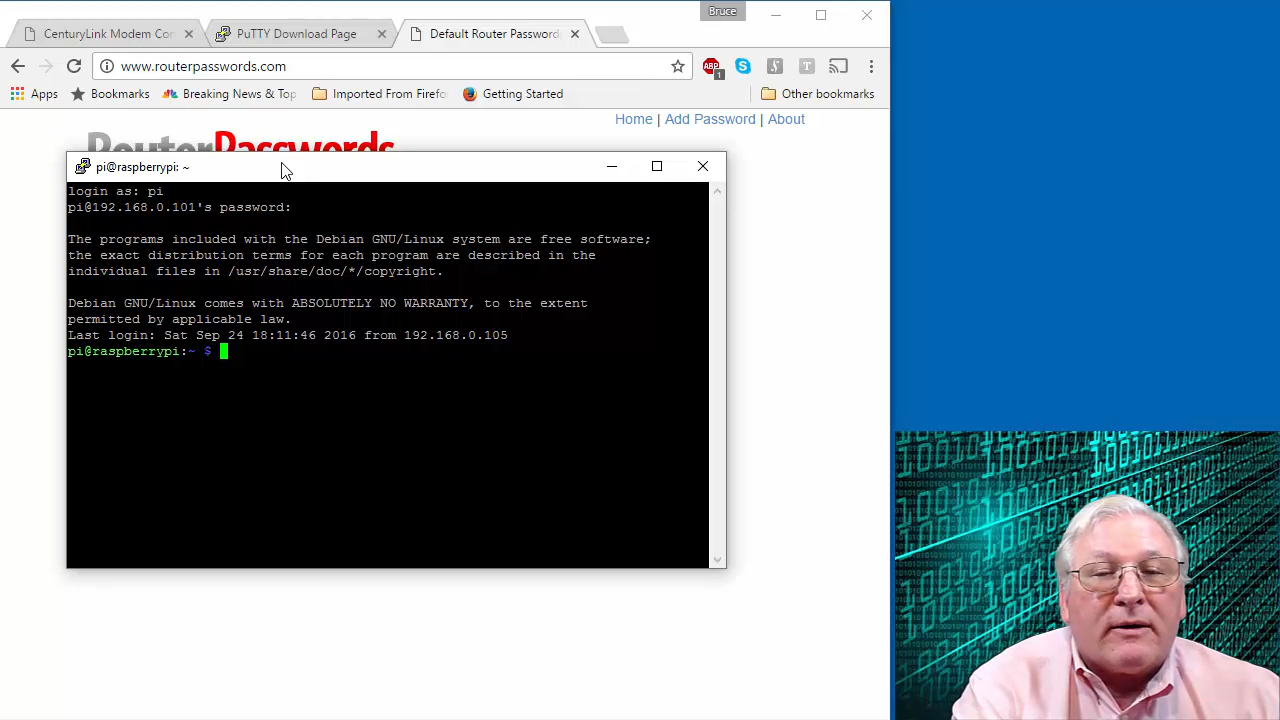 Bruce
CenturyLink Modem Con
PuTTY Download Page
Default Router Password
www.routerpasswords.com
ABP
1
Apps
Bookmarks
Breaking News & Top
Imported From Firefo
Getting Started
Other bookmarks
Home | Add Password | About
RouterPasswords
pi@raspberrypi: ~
login as: pi
pi@192.168.0.101's password:
The programs included with the Debian GNU/Linux system are free software;
the exact distribution terms for each program are described in the
individual files in /usr/share/doc/*/copyright.
Debian GNU/Linux comes with ABSOLUTELY NO WARRANTY, to the extent
permitted by applicable law.
Last login: Sat Sep 24 18:11:46 2016 from 192.168.0.105
pi@raspberrypi:~ $